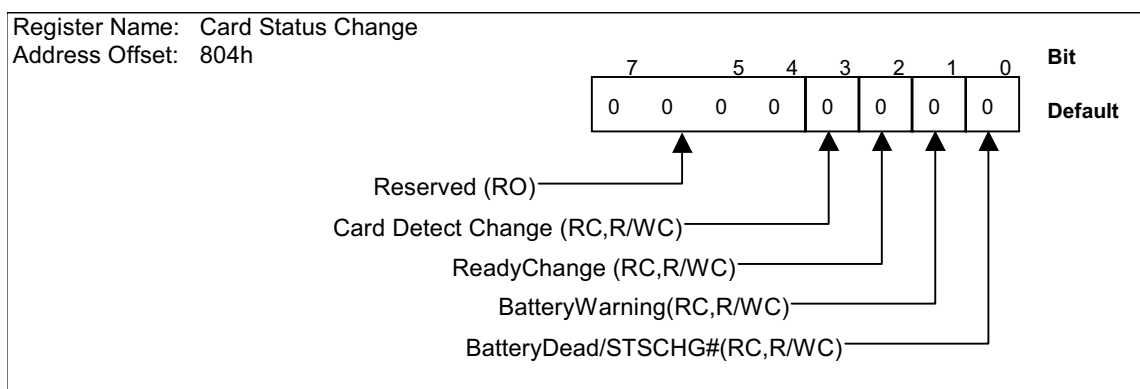 Register Name: Card Status Change
Address Offset: 804h
7 5 4 3 2 1 0 Bit
0 0 0 0 0 0 0 0 Default
Reserved (RO)
Card Detect Change (RC,R/WC)
ReadyChange (RC,R/WC)
BatteryWarning(RC,R/WC)
BatteryDead/STSCHG#(RC,R/WC)